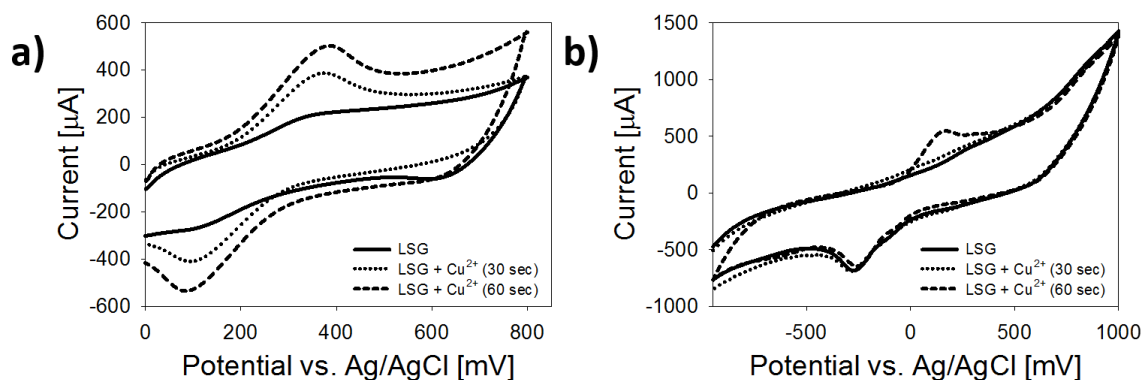 a)
600
400
200
0
-200
-400
-600
Current [µA]
LSG
LSG + Cu²⁺ (30 sec)
LSG + Cu²⁺ (60 sec)
0 200 400 600 800
Potential vs. Ag/AgCl [mV]
b)
1500
1000
500
0
-500
-1000
Current [µA]
LSG
LSG + Cu²⁺ (30 sec)
LSG + Cu²⁺ (60 sec)
-500 0 500 1000
Potential vs. Ag/AgCl [mV]